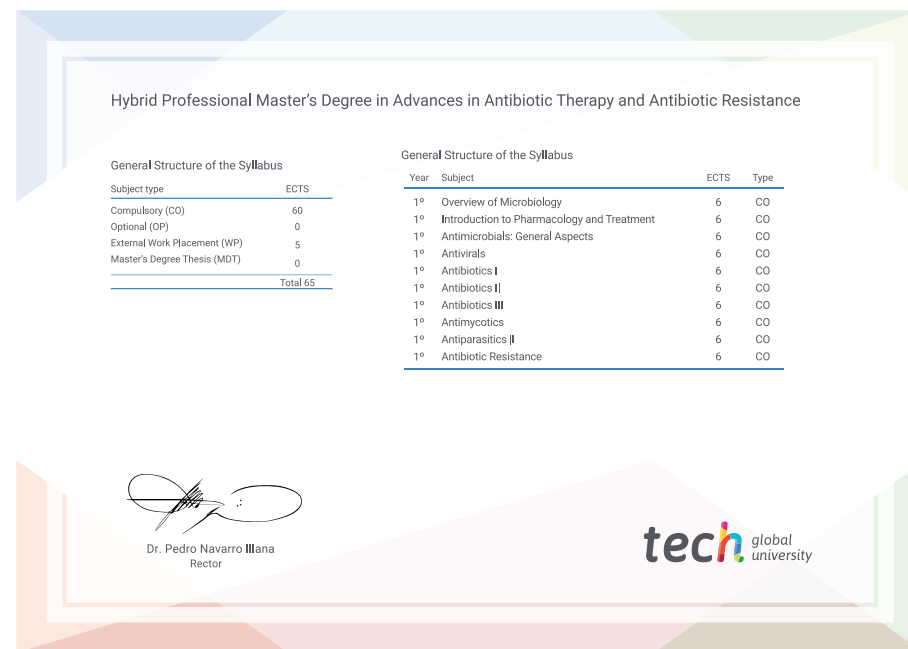 Hybrid Professional Master's Degree in Advances in Antibiotic Therapy and Antibiotic Resistance
General Structure of the Syllabus
Subject type ECTS
Compulsory (CO) 60
Optional (OP) 0
External Work Placement (WP) 5
Master's Degree Thesis (MDT) 0
Total 65
General Structure of the Syllabus
Year Subject ECTS Type
1º Overview of Microbiology 6 CO
1º Introduction to Pharmacology and Treatment 6 CO
1º Antimicrobials: General Aspects 6 CO
1º Antivirals 6 CO
1º Antibiotics I 6 CO
1º Antibiotics II 6 CO
1º Antibiotics III 6 CO
1º Antimycotics 6 CO
1º Antiparasitics II 6 CO
1º Antibiotic Resistance 6 CO
Dr. Pedro Navarro Illana
Rector
tech global
university